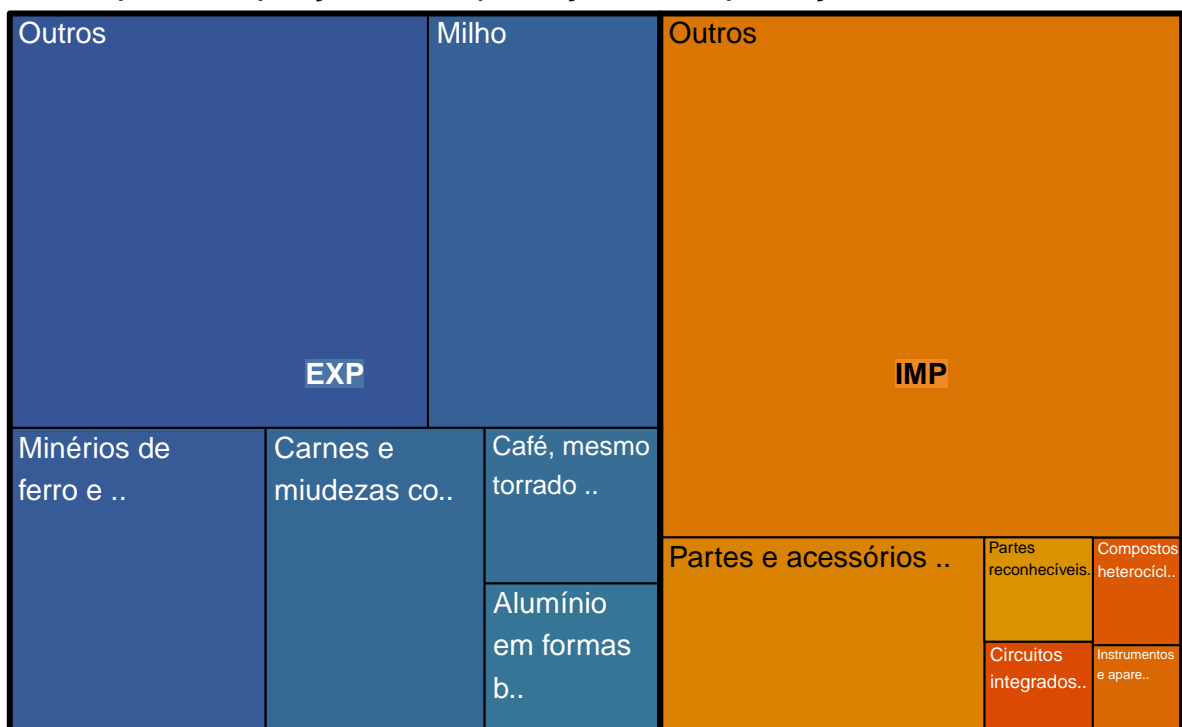 Outros
Milho
EXP
Minérios de
ferro e ..
Carnes e
miudezas co..
Café, mesmo
torrado ..
Alumínio
em formas
b..
Outros
IMP
Partes e acessórios ..
Partes
reconhecíveis.
Compostos
heterocícl..
Circuitos
integrados..
Instrumentos
e apare..